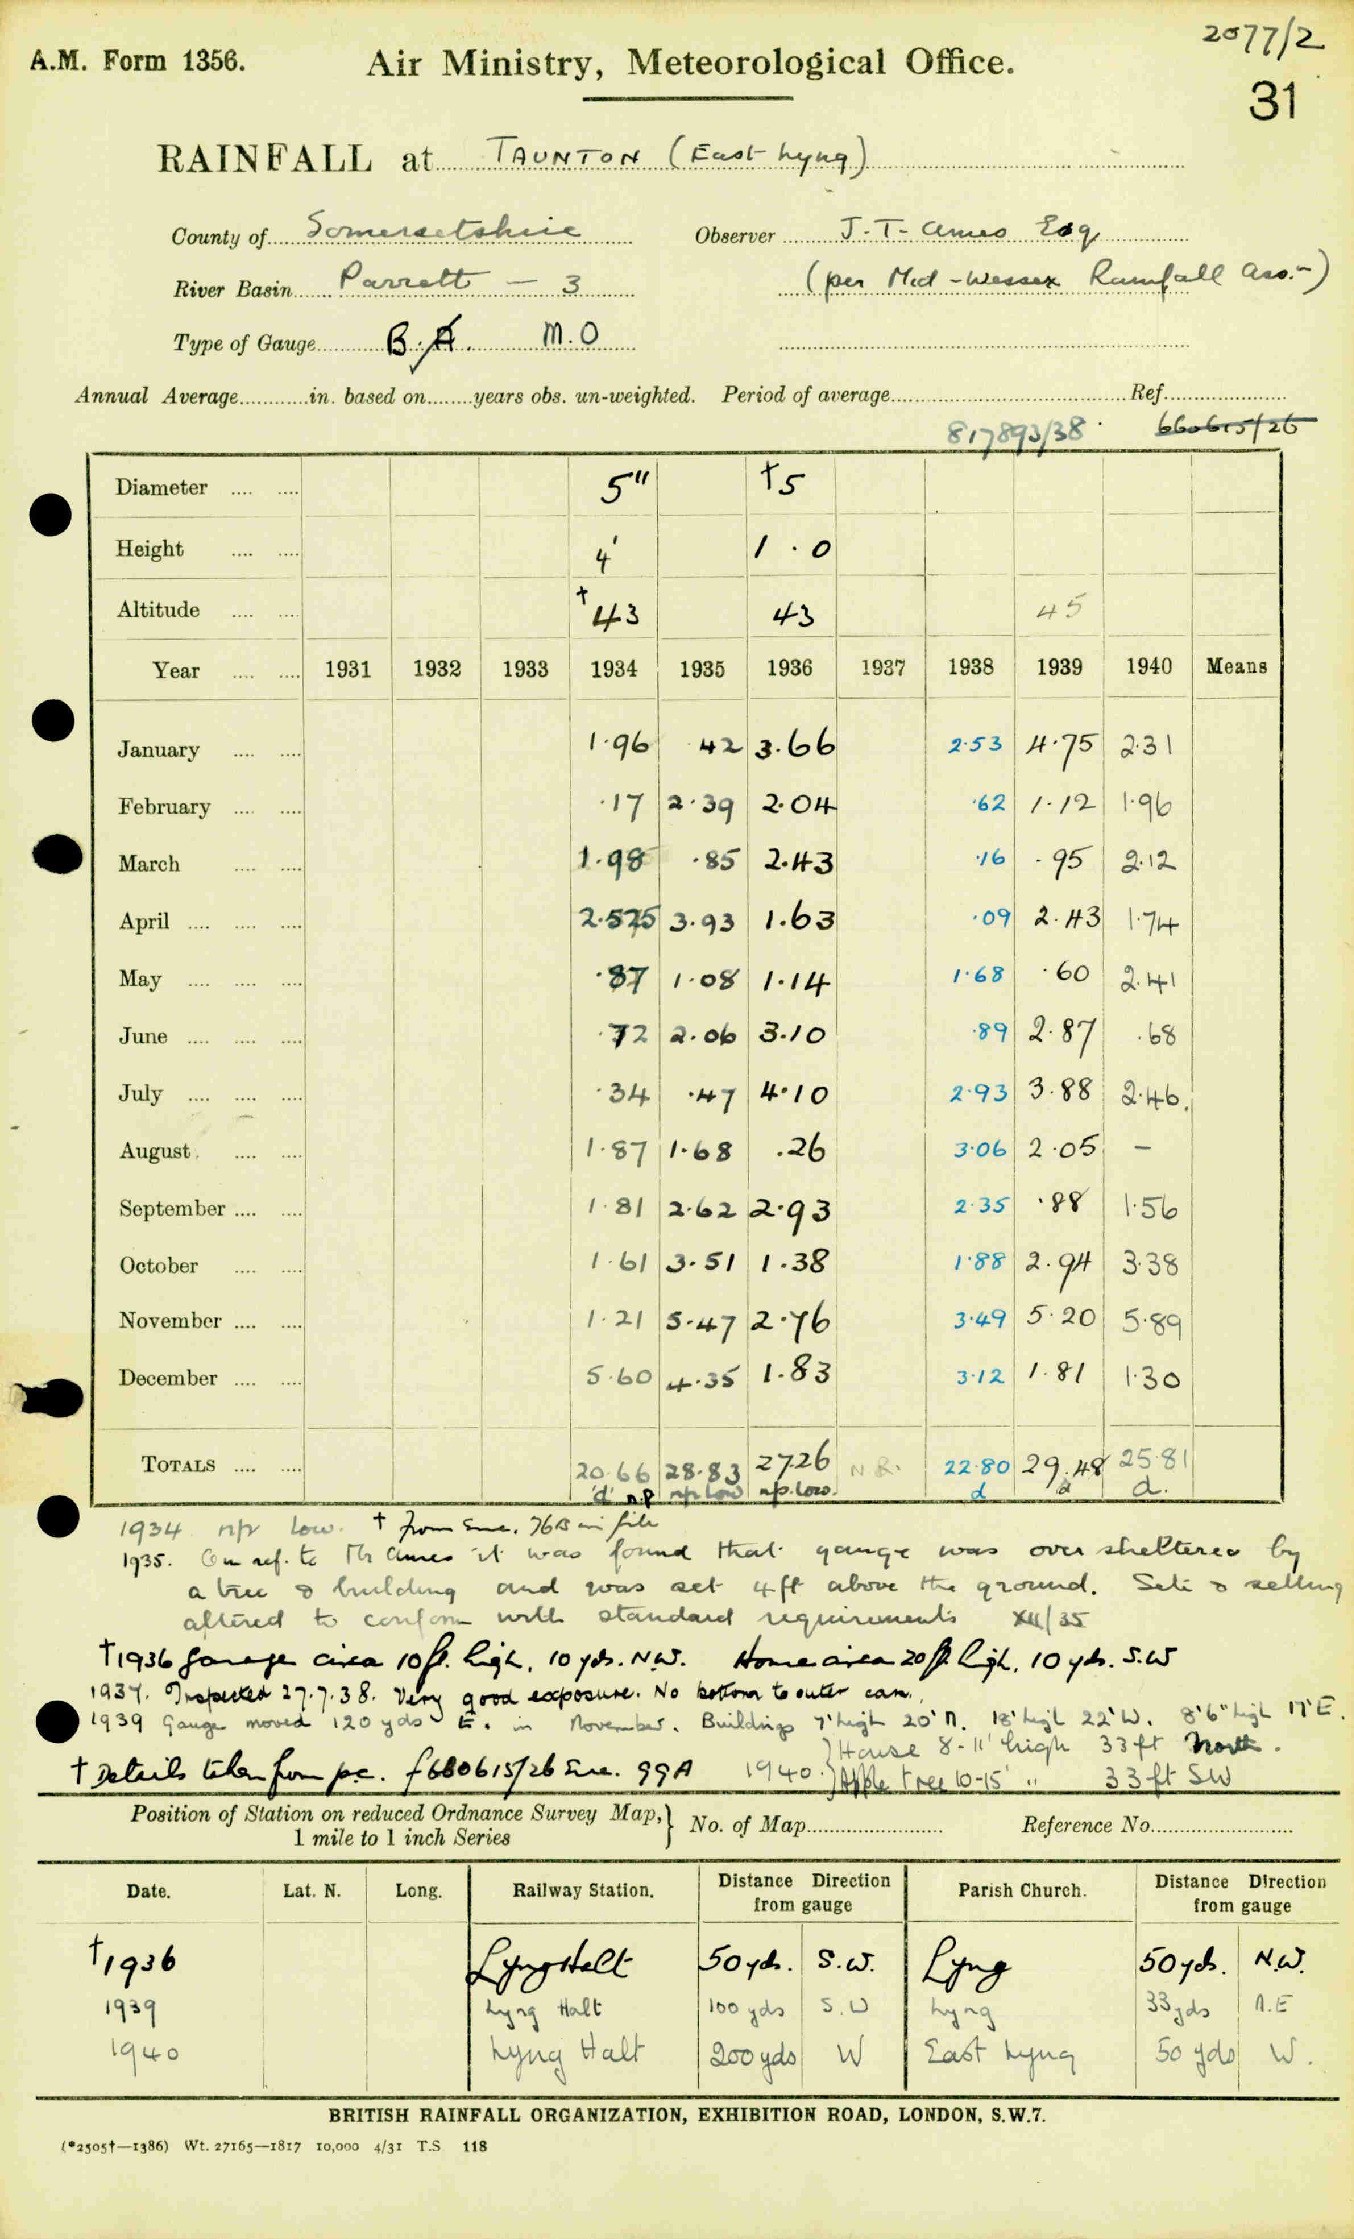 2077/2
A.M. Form 1356. Air Ministry, Meteorological Office.
31
RAINFALL at TAUNTON (East Lyng)
County of Somersetshire Observer J.T. Ames Esq
River Basin Parrett — 3 (per Mid-Wessex Rainfall Asso.-)
Type of Gauge B.A. M.O
Annual Average in. based on years obs. un-weighted. Period of average Ref.
817893/38 660615/26
Diameter 5" †5
Height 4' 1.0
Altitude †43 43 45
Year 1931 1932 1933 1934 1935 1936 1937 1938 1939 1940 Means
January 1.96 42 3.66 2.53 4.75 2.31
February .17 2.39 2.04 .62 1.12 1.96
March 1.98 .85 2.43 .16 .95 2.12
April 2.525 3.93 1.63 .09 2.43 1.74
May .87 1.08 1.14 1.68 .60 2.41
June .72 2.06 3.10 .89 2.87 .68
July .34 .47 4.10 2.93 3.88 2.46
August 1.87 1.68 .26 3.06 2.05 –
September 1.81 2.62 2.93 2.35 .88 1.56
October 1.61 3.51 1.38 1.88 2.94 3.38
November 1.21 5.47 2.76 3.49 5.20 5.89
December 5.60 4.35 1.83 3.12 1.81 1.30
TOTALS 20.66 28.83 27.26 N.R. 22.80 29.48 25.81
'd' n.p np low n.p. low. d d d.
1934 npr low. † from Enc. 76B in file
1935. On ref. to Mr Ames it was found that gauge was over sheltered by
a tree & building and was set 4ft above the ground. Site & setting
altered to conform with standard requirements XII/35
†1936 Garage area 10ft. high, 10 yds. N.W. Home area 20 ft. high, 10 yds. S.W
1937. Inspected 27.7.38. Very good exposure. No bottom to outer can.
1939 Gauge moved 120 yds E. in November. Buildings 7' high 20' N. 18' high 22' W. 8'6" high 17' E.
} House 8-11' high 33 ft North.
† Details taken from p.c. f 660615/26 Enc. 99A 1940. } Apple tree 10-15' " 33 ft SW
Position of Station on reduced Ordnance Survey Map, } No. of Map Reference No.
1 mile to 1 inch Series
Date. Lat. N. Long. Railway Station. Distance Direction from gauge Parish Church. Distance Direction from gauge
†1936 Lyng Halt 50 yds. S.W. Lyng 50 yds. N.W.
1939 Lyng Halt 100 yds S.W Lyng 33 yds N.E
1940 Lyng Halt 200 yds W East Lyng 50 yds W.
BRITISH RAINFALL ORGANIZATION, EXHIBITION ROAD, LONDON, S.W.7.
(*2505†—1386) Wt. 27165—1817 10,000 4/31 T.S 118